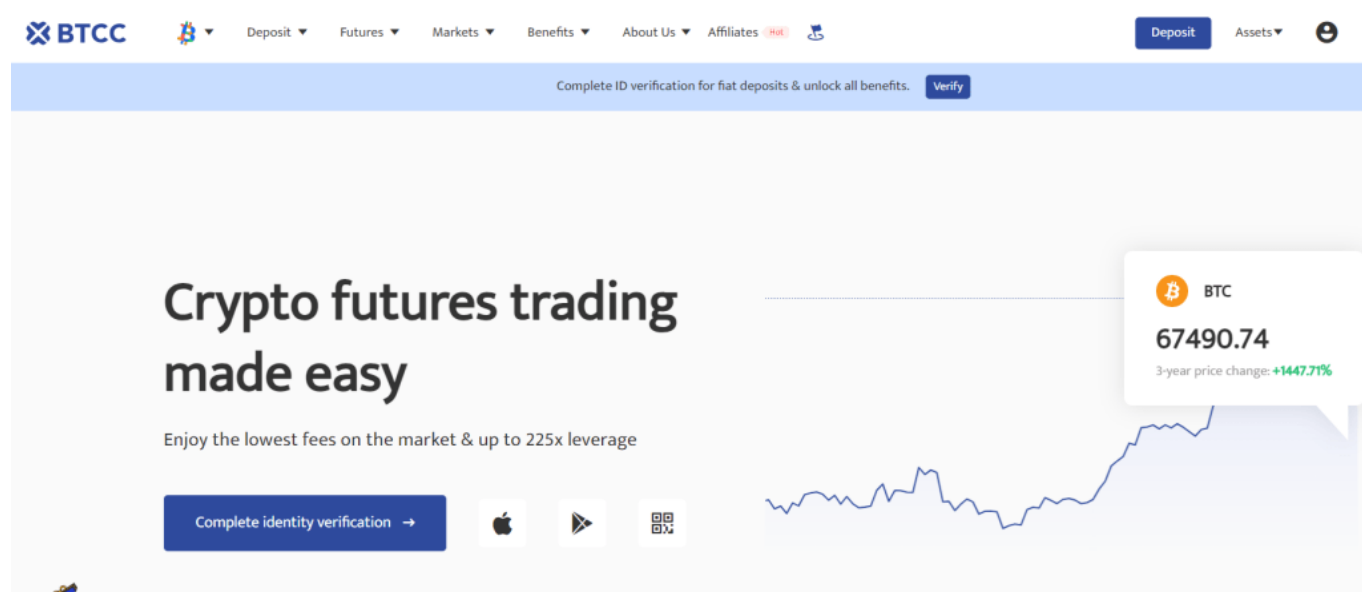 BTCC
Deposit
Futures
Markets
Benefits
About Us
Affiliates
Hot
Deposit
Assets
Complete ID verification for fiat deposits & unlock all benefits.
Verify
Crypto futures trading
made easy
Enjoy the lowest fees on the market & up to 225x leverage
Complete identity verification →
BTC
67490.74
3-year price change: +1447.71%